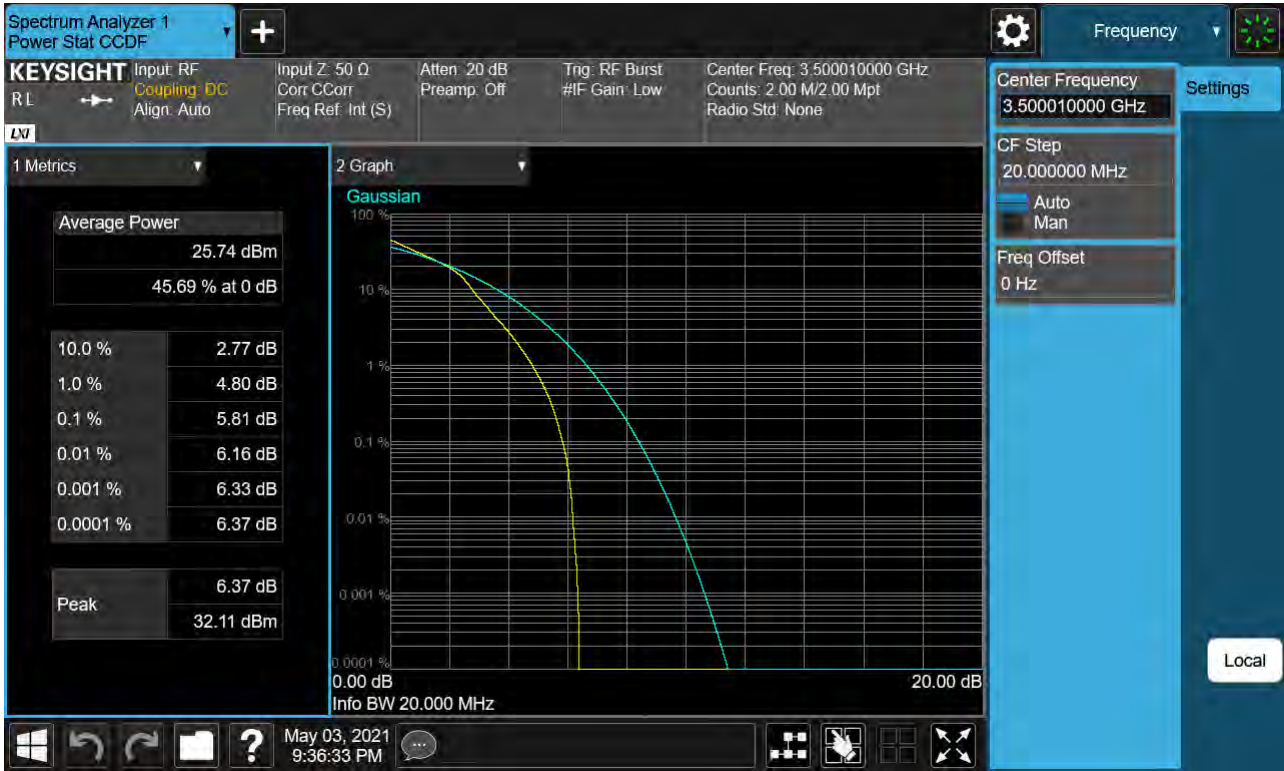 Spectrum Analyzer 1
Power Stat CCDF
Frequency
KEYSIGHT
RL
LXI
Input: RF
Coupling: DC
Align: Auto
Input Z: 50 Ω
Corr CCorr
Freq Ref: Int (S)
Atten: 20 dB
Preamp: Off
Trig: RF Burst
#IF Gain: Low
Center Freq: 3.500010000 GHz
Counts: 2.00 M/2.00 Mpt
Radio Std: None
Center Frequency
3.500010000 GHz
Settings
CF Step
20.000000 MHz
Auto
Man
Freq Offset
0 Hz
1 Metrics
Average Power
25.74 dBm
45.69 % at 0 dB
10.0 % 2.77 dB
1.0 % 4.80 dB
0.1 % 5.81 dB
0.01 % 6.16 dB
0.001 % 6.33 dB
0.0001 % 6.37 dB
Peak
6.37 dB
32.11 dBm
2 Graph
Gaussian
100 %
10 %
1 %
0.1 %
0.01 %
0.001 %
0.0001 %
0.00 dB 20.00 dB
Info BW 20.000 MHz
Local
?
May 03, 2021
9:36:33 PM